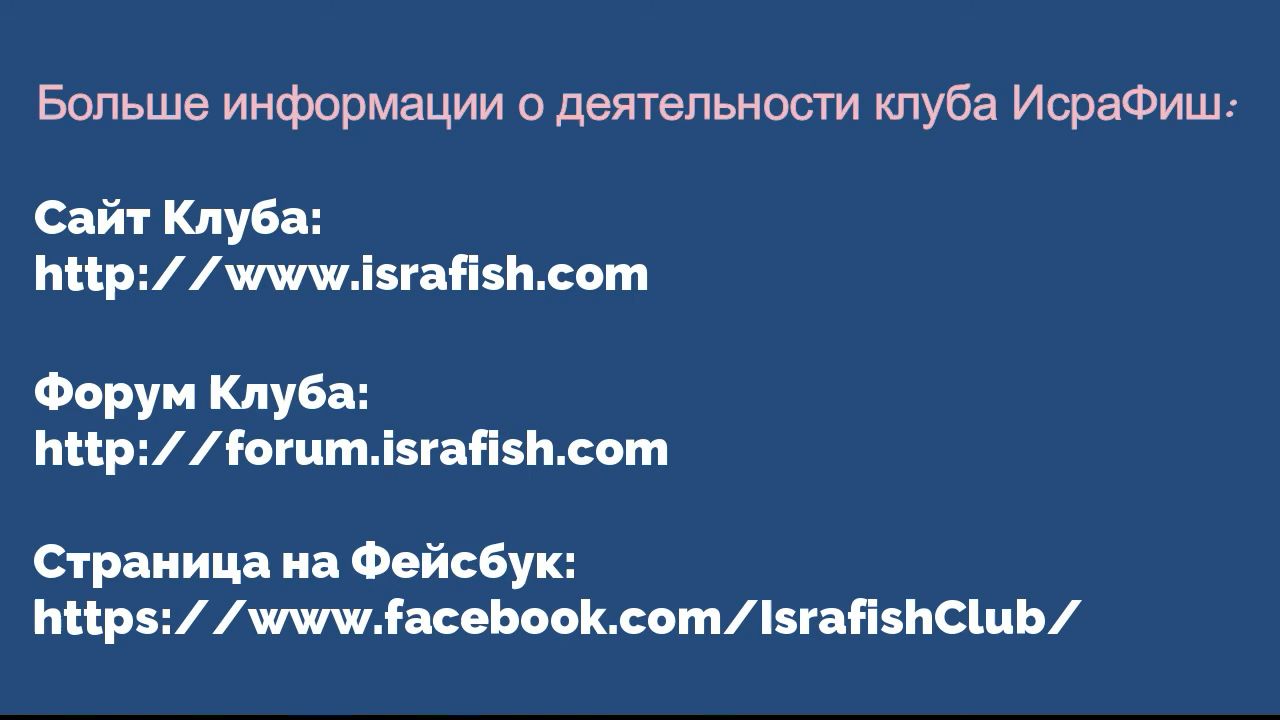 Больше информации о деятельности клуба ИсраФиш:
Сайт Клуба:
http://www.israfish.com
Форум Клуба:
http://forum.israfish.com
Страница на Фейсбук:
https://www.facebook.com/IsrafishClub/